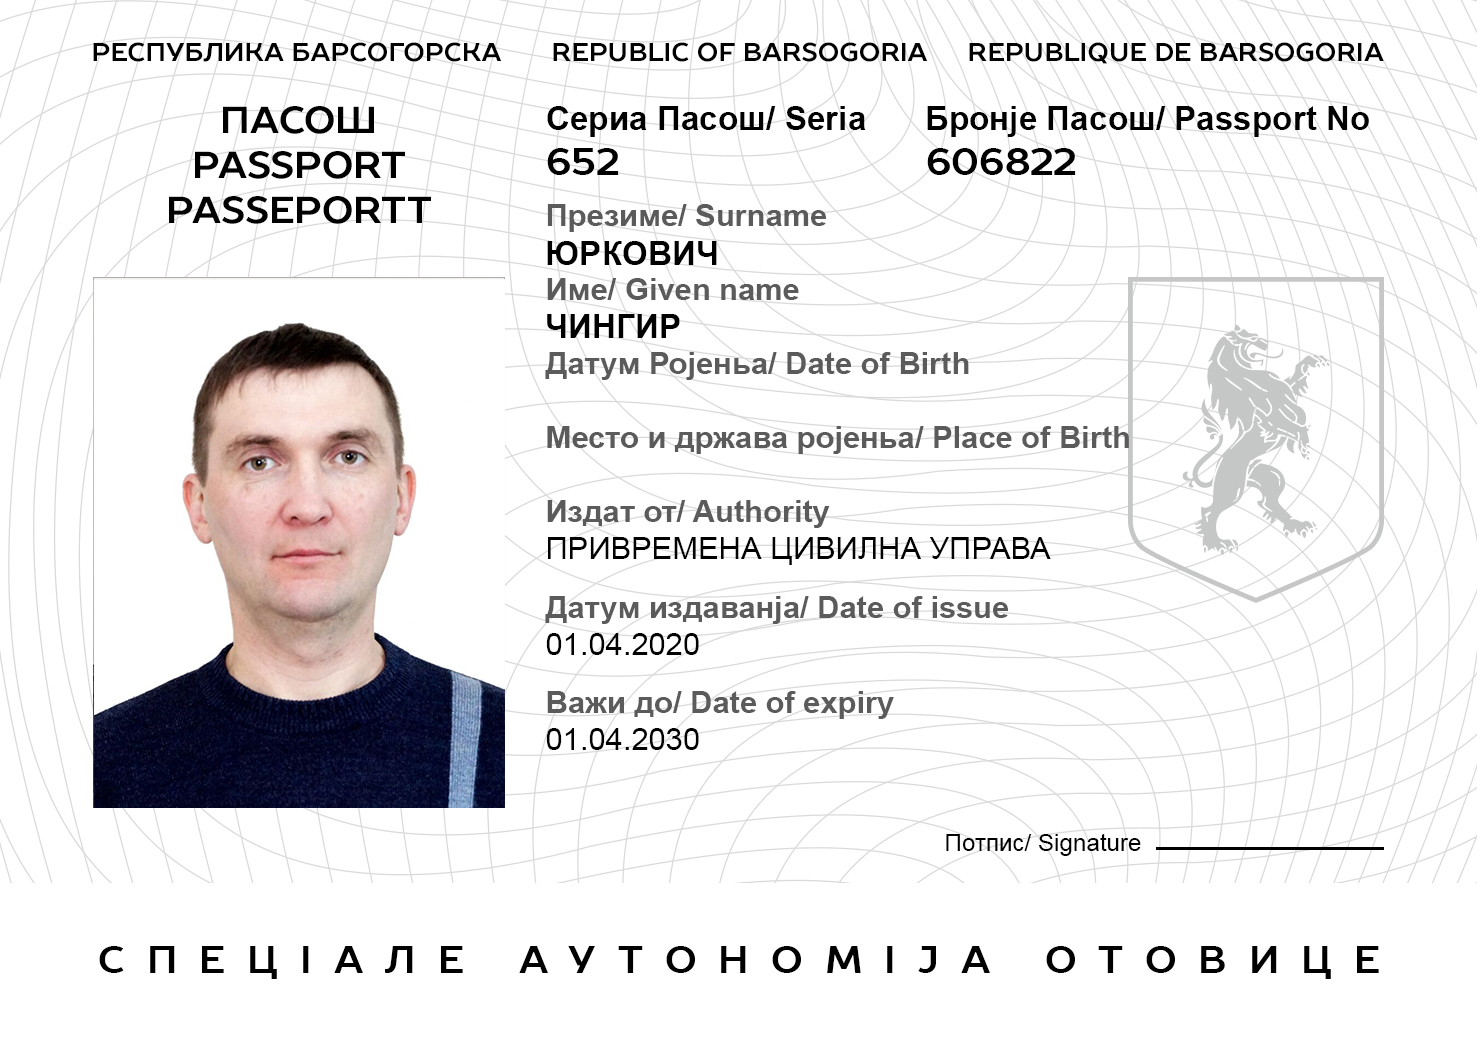 РЕСПУБЛИКА БАРСОГОРСКА REPUBLIC OF BARSOGORIA REPUBLIQUE DE BARSOGORIA
ПАСОШ
PASSPORT
PASSEPORTT
Сериа Пасош/ Seria Бронје Пасош/ Passport No
652 606822
Презиме/ Surname
ЮРКОВИЧ
Име/ Given name
ЧИНГИР
Датум Ројења/ Date of Birth
Место и држава ројења/ Place of Birth
Издат от/ Authority
ПРИВРЕМЕНА ЦИВИЛНА УПРАВА
Датум издаванја/ Date of issue
01.04.2020
Важи до/ Date of expiry
01.04.2030
Потпис/ Signature
СПЕЦІАЛЕ АУТОНОМІЈА ОТОВИЦЕ